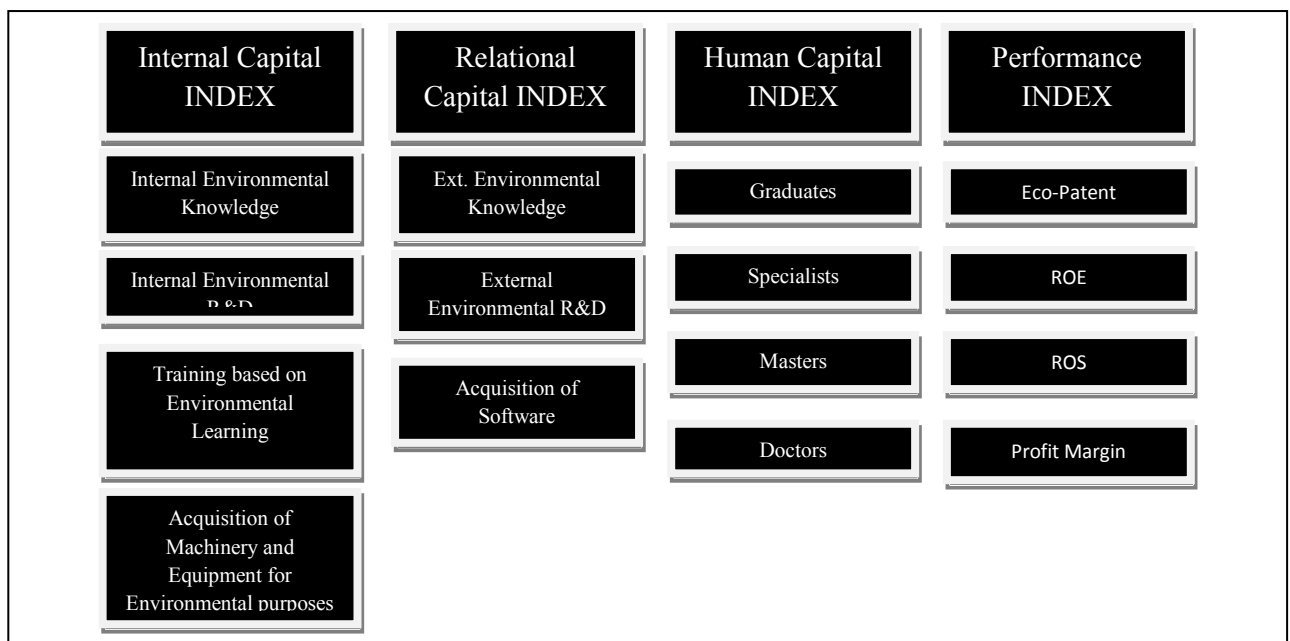 Internal Capital
INDEX
Internal Environmental
Knowledge
Internal Environmental
R&D
Training based on
Environmental
Learning
Acquisition of
Machinery and
Equipment for
Environmental purposes
Relational
Capital INDEX
Ext. Environmental
Knowledge
External
Environmental R&D
Acquisition of
Software
Human Capital
INDEX
Graduates
Specialists
Masters
Doctors
Performance
INDEX
Eco-Patent
ROE
ROS
Profit Margin